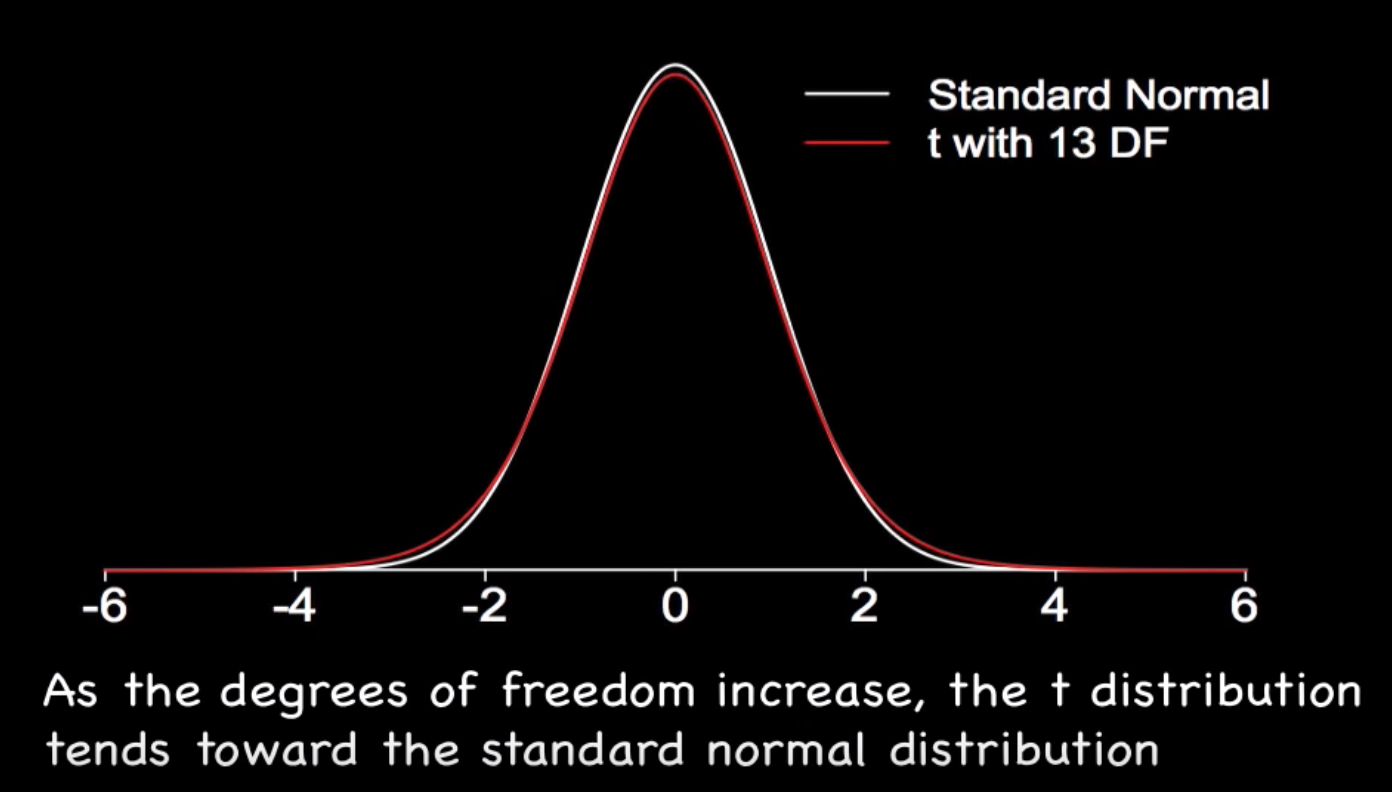 Standard Normal
t with 13 DF
-6 -4 -2 0 2 4 6
As the degrees of freedom increase, the t distribution
tends toward the standard normal distribution